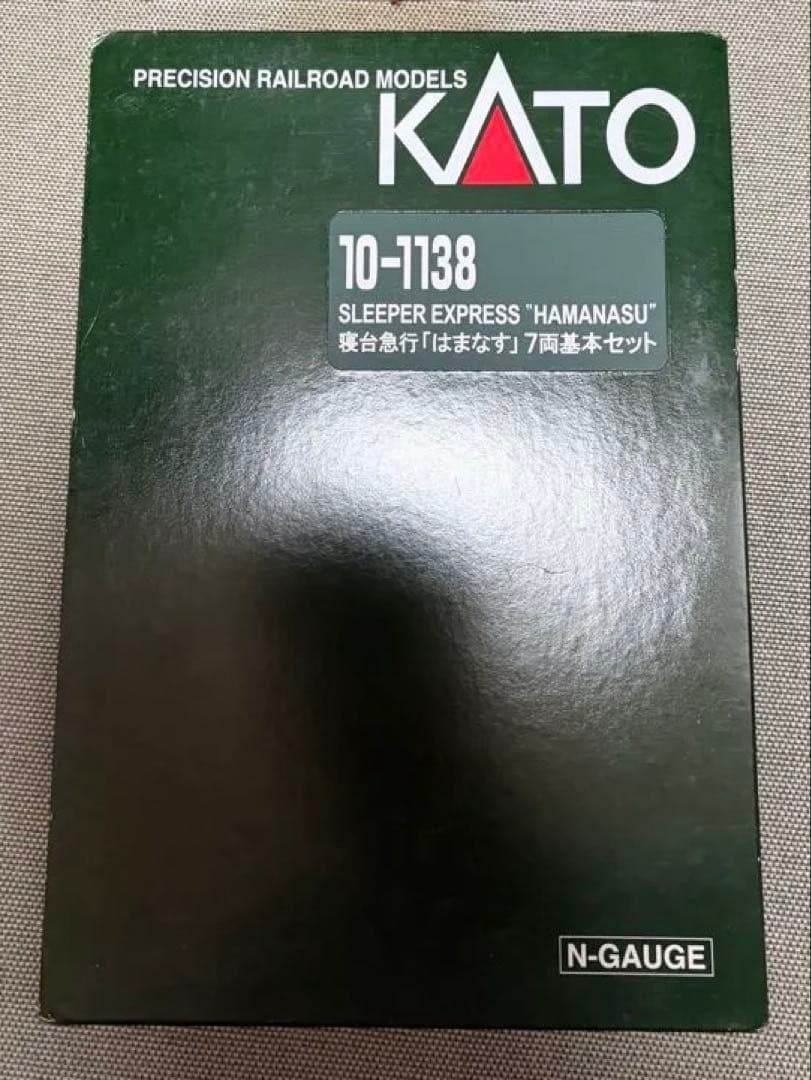 PRECISION RAILROAD MODELS
KATO
10-1138
SLEEPER EXPRESS "HAMANASU"
寝台急行「はまなす」7両基本セット
N-GAUGE